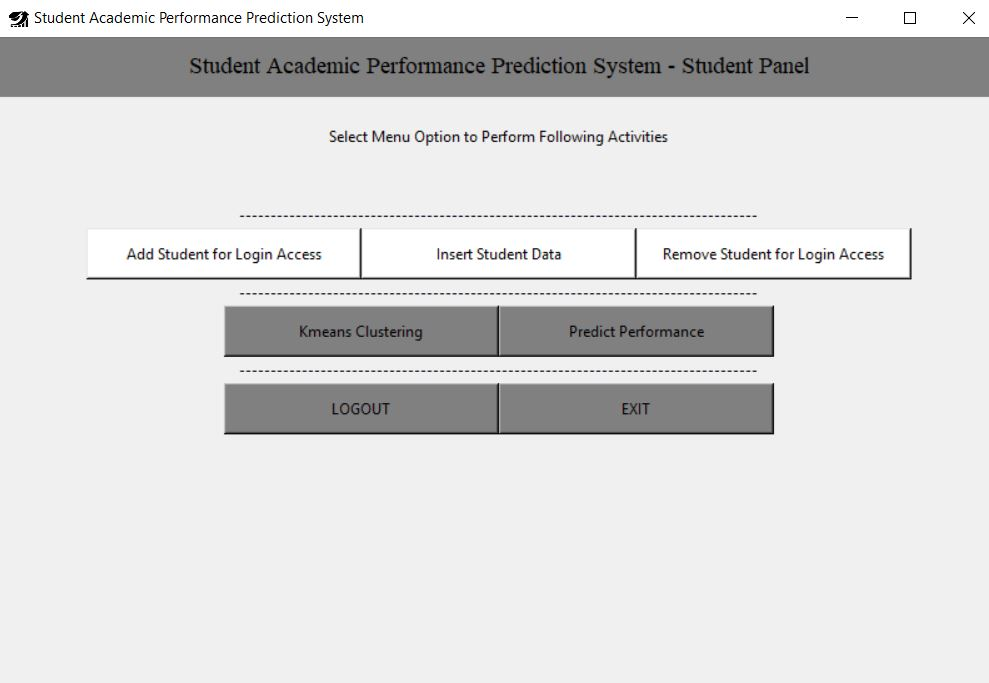 Student Academic Performance Prediction System
Student Academic Performance Prediction System - Student Panel
Select Menu Option to Perform Following Activities
-----------------------------------------------------------------------------------
Add Student for Login Access Insert Student Data Remove Student for Login Access
-----------------------------------------------------------------------------------
Kmeans Clustering Predict Performance
-----------------------------------------------------------------------------------
LOGOUT EXIT